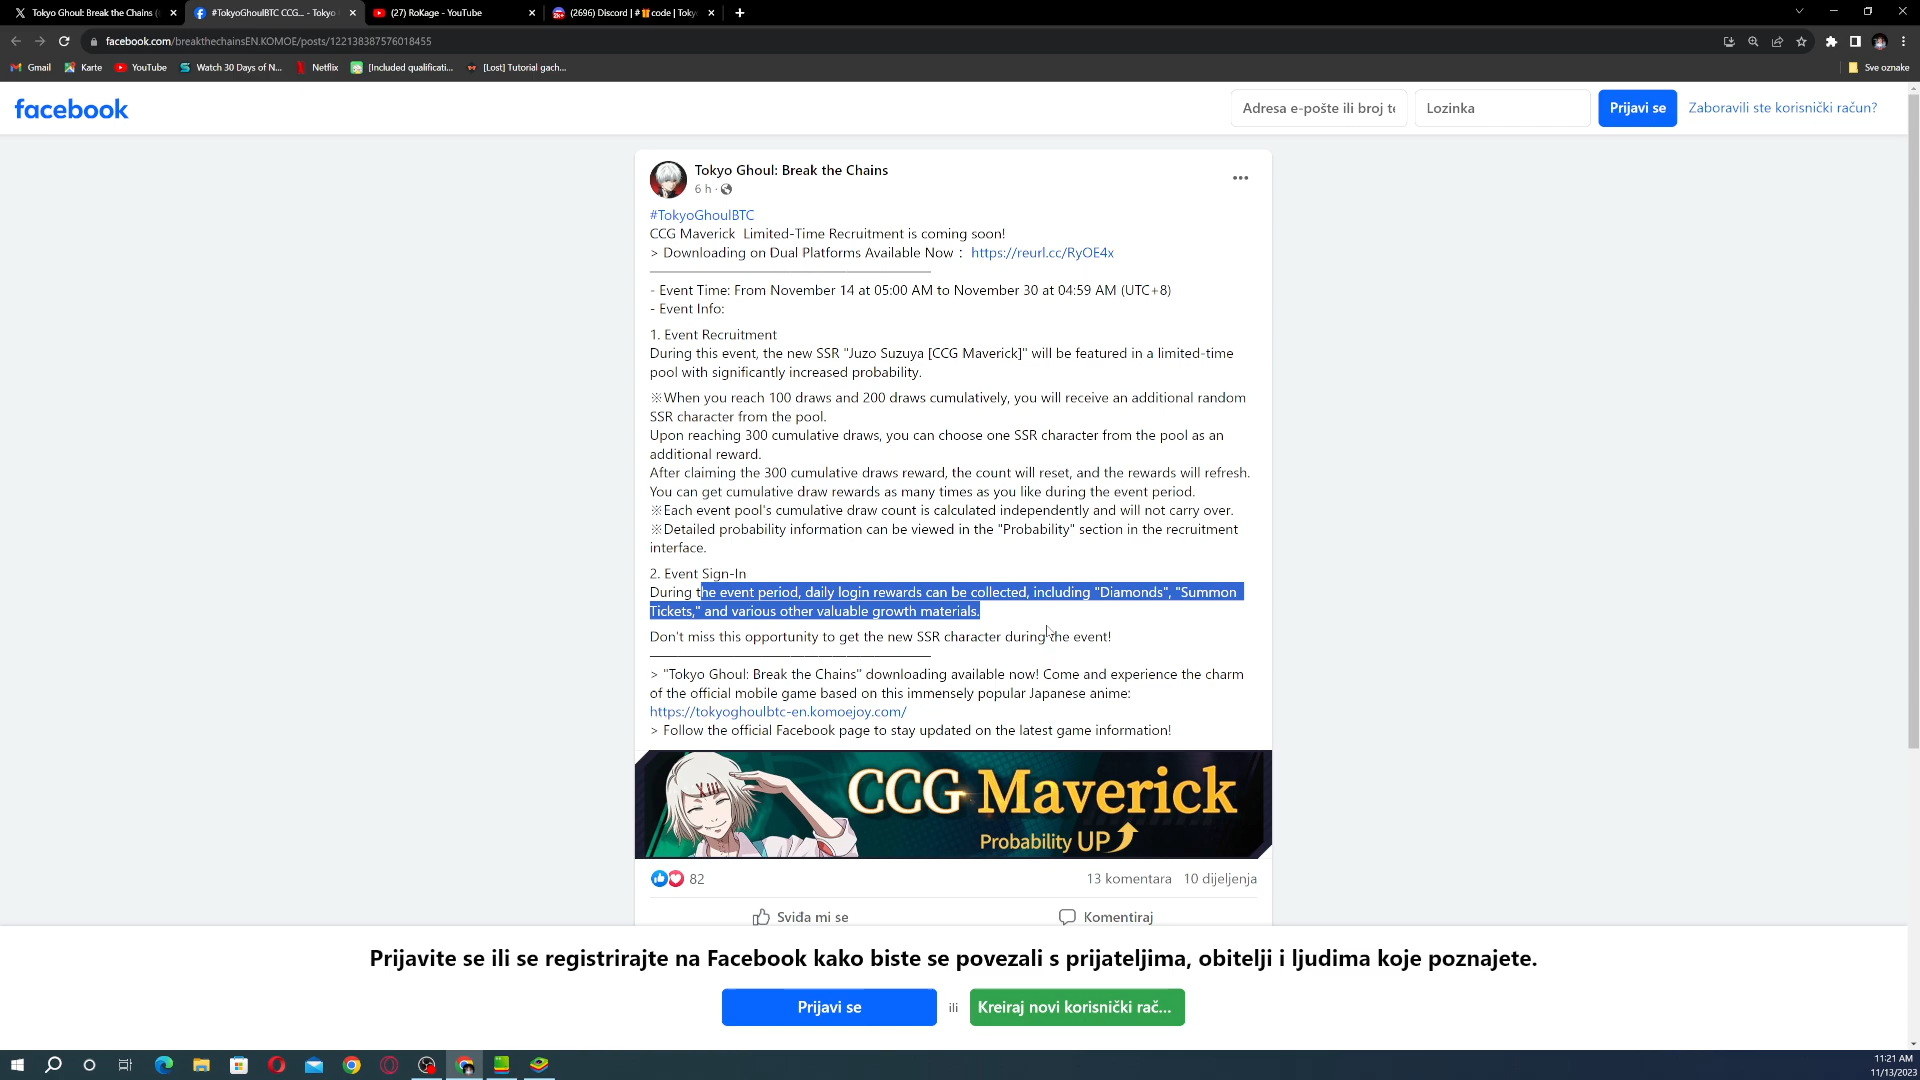 Tokyo Ghoul: Break the Chains (
#TokyoGhoulBTC CCG... - Tokyo
(27) RoKage - YouTube
(2696) Discord | #🎁code | Toky
facebook.com/breakthechainsEN.KOMOE/posts/122138387576018455
Gmail
Karte
YouTube
Watch 30 Days of N...
Netflix
[Included qualificati...
[Lost] Tutorial gach...
Sve oznake
facebook
Adresa e-pošte ili broj te
Lozinka
Prijavi se
Zaboravili ste korisnički račun?
Tokyo Ghoul: Break the Chains
6 h ·
#TokyoGhoulBTC
CCG Maverick Limited-Time Recruitment is coming soon!
> Downloading on Dual Platforms Available Now： https://reurl.cc/RyOE4x
- Event Time: From November 14 at 05:00 AM to November 30 at 04:59 AM (UTC+8)
- Event Info:
1. Event Recruitment
During this event, the new SSR "Juzo Suzuya [CCG Maverick]" will be featured in a limited-time
pool with significantly increased probability.
※When you reach 100 draws and 200 draws cumulatively, you will receive an additional random
SSR character from the pool.
Upon reaching 300 cumulative draws, you can choose one SSR character from the pool as an
additional reward.
After claiming the 300 cumulative draws reward, the count will reset, and the rewards will refresh.
You can get cumulative draw rewards as many times as you like during the event period.
※Each event pool's cumulative draw count is calculated independently and will not carry over.
※Detailed probability information can be viewed in the "Probability" section in the recruitment
interface.
2. Event Sign-In
During the event period, daily login rewards can be collected, including "Diamonds", "Summon
Tickets," and various other valuable growth materials.
Don't miss this opportunity to get the new SSR character during the event!
> "Tokyo Ghoul: Break the Chains" downloading available now! Come and experience the charm
of the official mobile game based on this immensely popular Japanese anime:
https://tokyoghoulbtc-en.komoejoy.com/
> Follow the official Facebook page to stay updated on the latest game information!
CCG Maverick
Probability UP
82
13 komentara
10 dijeljenja
Sviđa mi se
Komentiraj
Prijavite se ili se registrirajte na Facebook kako biste se povezali s prijateljima, obitelji i ljudima koje poznajete.
Prijavi se
ili
Kreiraj novi korisnički rač...
11:21 AM
11/13/2023